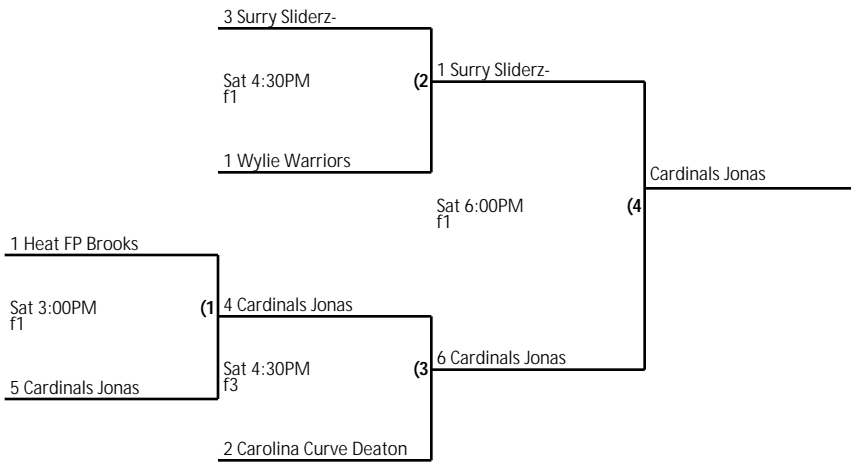 3 Surry Sliderz-
Sat 4:30PM
f1
(2
1 Surry Sliderz-
1 Wylie Warriors
Sat 6:00PM
f1
(4
Cardinals Jonas
1 Heat FP Brooks
Sat 3:00PM
f1
(1
4 Cardinals Jonas
5 Cardinals Jonas
Sat 4:30PM
f3
(3
6 Cardinals Jonas
2 Carolina Curve Deaton